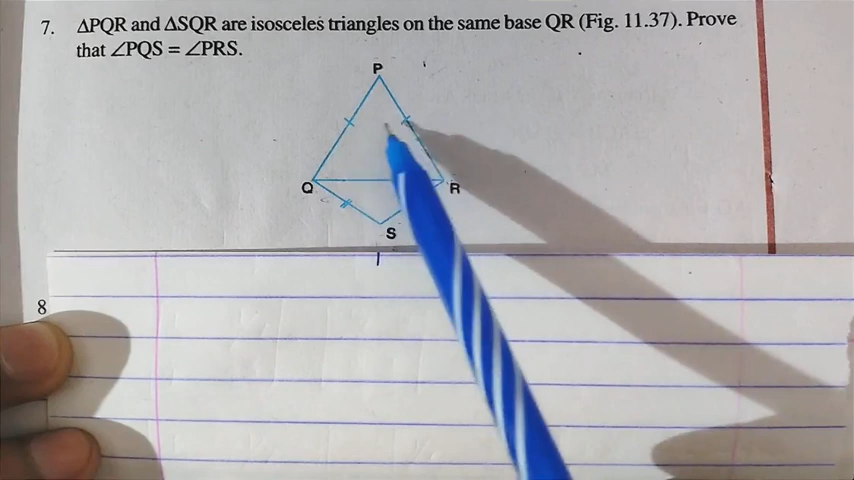 7. ΔPQR and ΔSQR are isosceles triangles on the same base QR (Fig. 11.37). Prove
that ∠PQS = ∠PRS.
P
Q
R
S
8